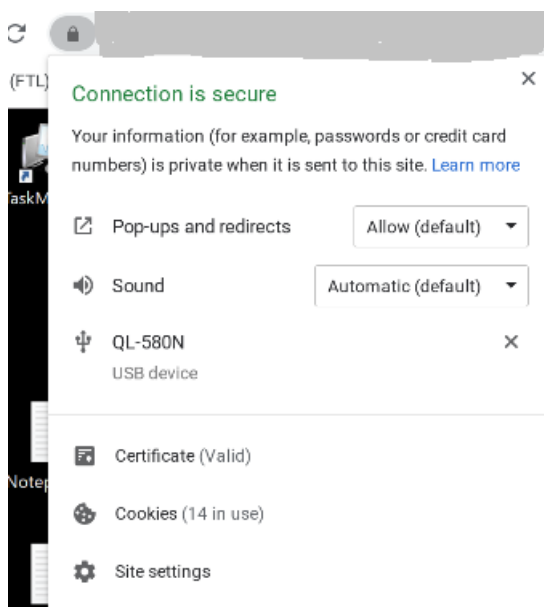 (FTL)
Connection is secure
Your information (for example, passwords or credit card
numbers) is private when it is sent to this site. Learn more
Pop-ups and redirects Allow (default)
Sound Automatic (default)
QL-580N
USB device
Certificate (Valid)
Cookies (14 in use)
Site settings